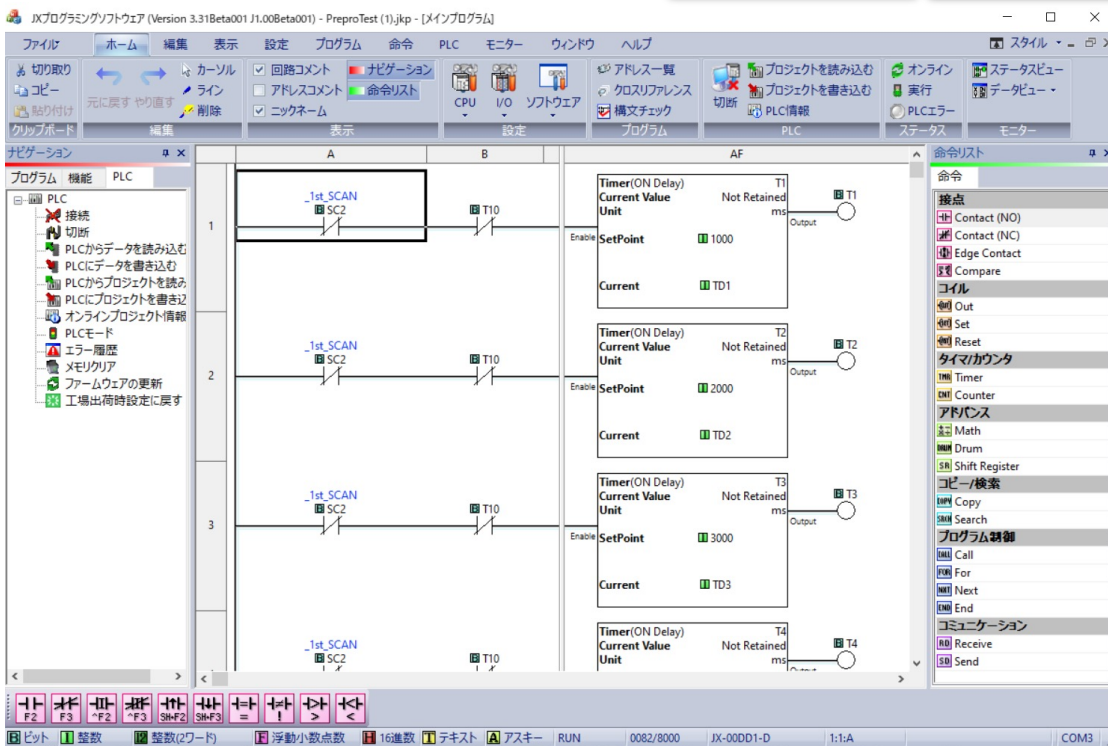 JXプログラミングソフトウェア (Version 3.31Beta001 J1.00Beta001) - PreproTest (1).jkp - [メインプログラム]
ファイル ホーム 編集 表示 設定 プログラム 命令 PLC モニター ウィンドウ ヘルプ スタイル
切り取り カーソル 回路コメント ナビゲーション アドレス一覧 プロジェクトを読み込む オンライン ステータスビュー
コピー ライン アドレスコメント 命令リスト クロスリファレンス プロジェクトを書き込む 実行 データビュー
貼り付け 元に戻す やり直す 削除 ニックネーム CPU I/O ソフトウェア 構文チェック 切断 PLC情報 PLCエラー
クリップボード 編集 表示 設定 プログラム PLC ステータス モニター
ナビゲーション
プログラム 機能 PLC
PLC
接続
切断
PLCからデータを読み込む
PLCにデータを書き込む
PLCからプロジェクトを読み
PLCにプロジェクトを書き込
オンラインプロジェクト情報
PLCモード
エラー履歴
メモリクリア
ファームウェアの更新
工場出荷時設定に戻す
A B AF
1
_1st_SCAN
B SC2 B T10
Timer(ON Delay) T1
Current Value Not Retained
Unit ms
B T1
Output
Enable SetPoint I 1000
Current I TD1
2
_1st_SCAN
B SC2 B T10
Timer(ON Delay) T2
Current Value Not Retained
Unit ms
B T2
Output
Enable SetPoint I 2000
Current I TD2
3
_1st_SCAN
B SC2 B T10
Timer(ON Delay) T3
Current Value Not Retained
Unit ms
B T3
Output
Enable SetPoint I 3000
Current I TD3
_1st_SCAN
B SC2 B T10
Timer(ON Delay) T4
Current Value Not Retained
Unit ms
B T4
命令リスト
命令
接点
Contact (NO)
Contact (NC)
Edge Contact
Compare
コイル
Out
Set
Reset
タイマ/カウンタ
TMR Timer
CNT Counter
アドバンス
Math
Drum
SR Shift Register
コピー/検索
COPY Copy
SRCH Search
プログラム制御
CALL Call
FOR For
NXT Next
END End
コミュニケーション
RD Receive
SD Send
F2 F3 ^F2 ^F3 SH+F2 SH+F3 = ! > <
B ビット I 整数 I2 整数(2ワード) F 浮動小数点数 H 16進数 T テキスト A アスキー RUN 0082/8000 JX-00DD1-D 1:1:A COM3